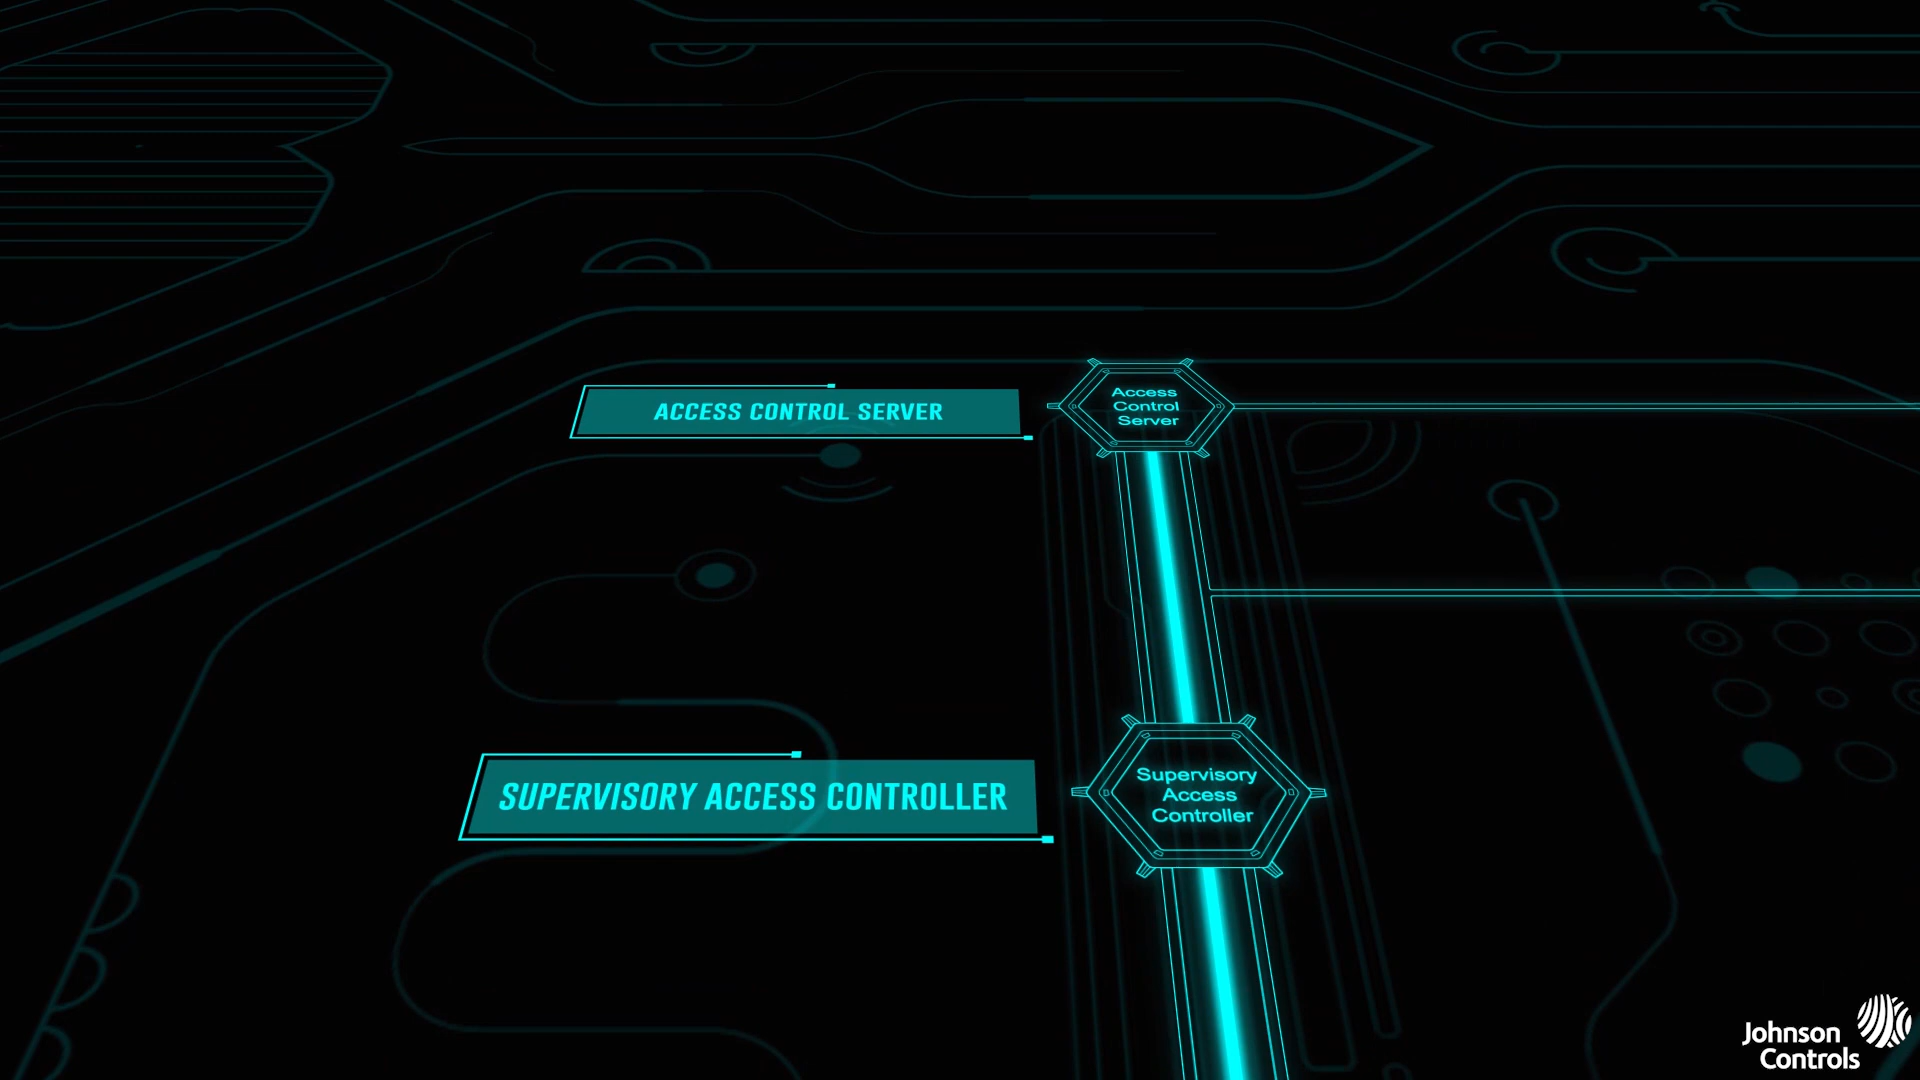 ACCESS CONTROL SERVER
Access
Control
Server
SUPERVISORY ACCESS CONTROLLER
Supervisory
Access
Controller
Johnson
Controls